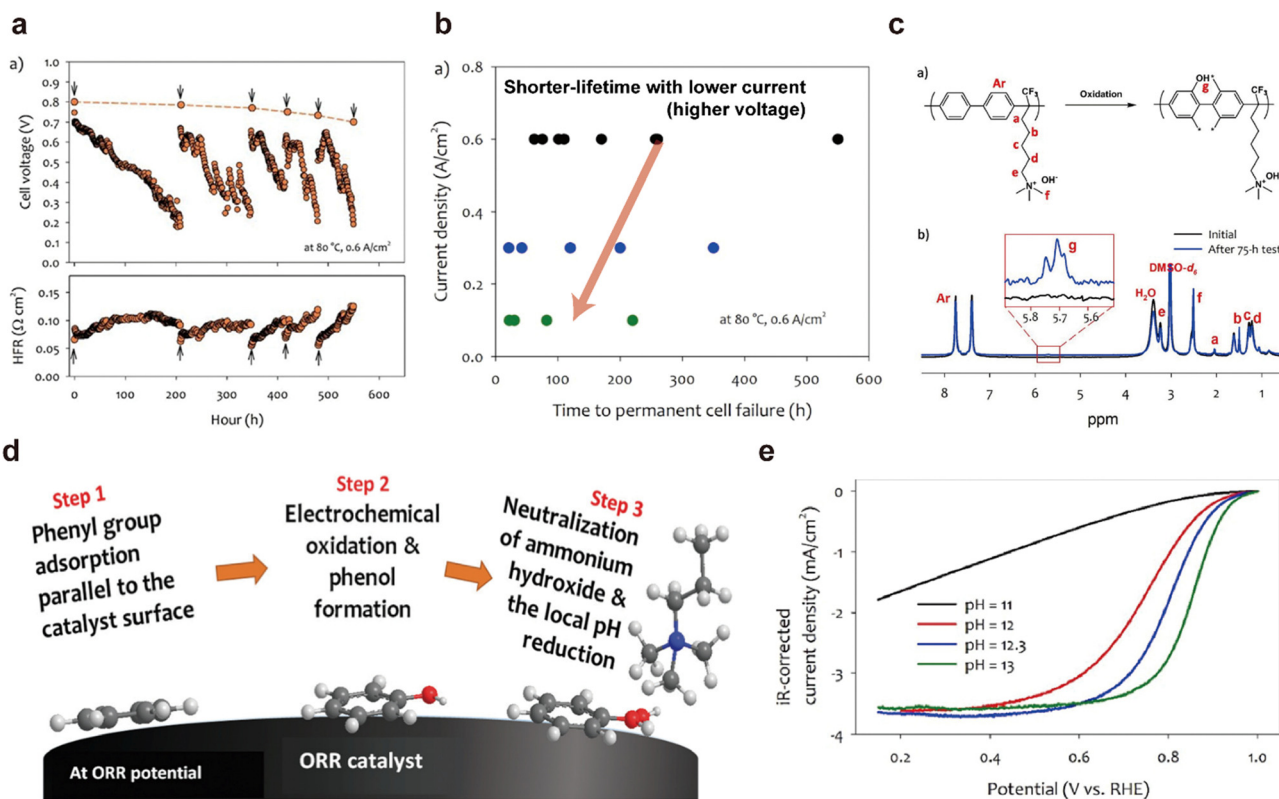 a
a)
Cell voltage (V)
1.0
0.9
0.8
0.7
0.6
0.5
0.4
0.3
0.2
0.1
0.0
at 80 °C, 0.6 A/cm²
HFR (Ω cm²)
0.15
0.10
0.05
0.00
0 100 200 300 400 500 600
Hour (h)
b
a)
Shorter-lifetime with lower current
(higher voltage)
Current density (A/cm²)
0.8
0.6
0.4
0.2
0.0
at 80 °C, 0.6 A/cm²
0 100 200 300 400 500 600
Time to permanent cell failure (h)
c
a)
Ar
CF₃
a
b
c
d
e
f
OH⁻
N⁺
Oxidation
OH*
g
*
*
CF₃
N⁺
b)
Initial
After 75-h test
g
5.8 5.7 5.6
Ar
H₂O
DMSO-d₆
e
f
a
b
c
d
8 7 6 5 4 3 2 1
ppm
d
Step 1
Phenyl group
adsorption
parallel to the
catalyst surface
Step 2
Electrochemical
oxidation &
phenol
formation
Step 3
Neutralization
of ammonium
hydroxide &
the local pH
reduction
At ORR potential
ORR catalyst
e
iR-corrected
current density (mA/cm²)
0
-1
-2
-3
-4
pH = 11
pH = 12
pH = 12.3
pH = 13
0.2 0.4 0.6 0.8 1.0
Potential (V vs. RHE)